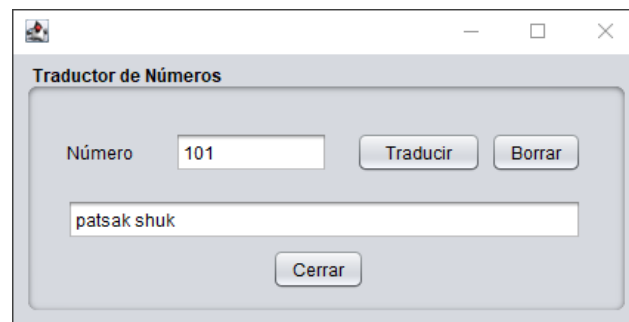 Traductor de Números
Número 101 Traducir Borrar
patsak shuk
Cerrar